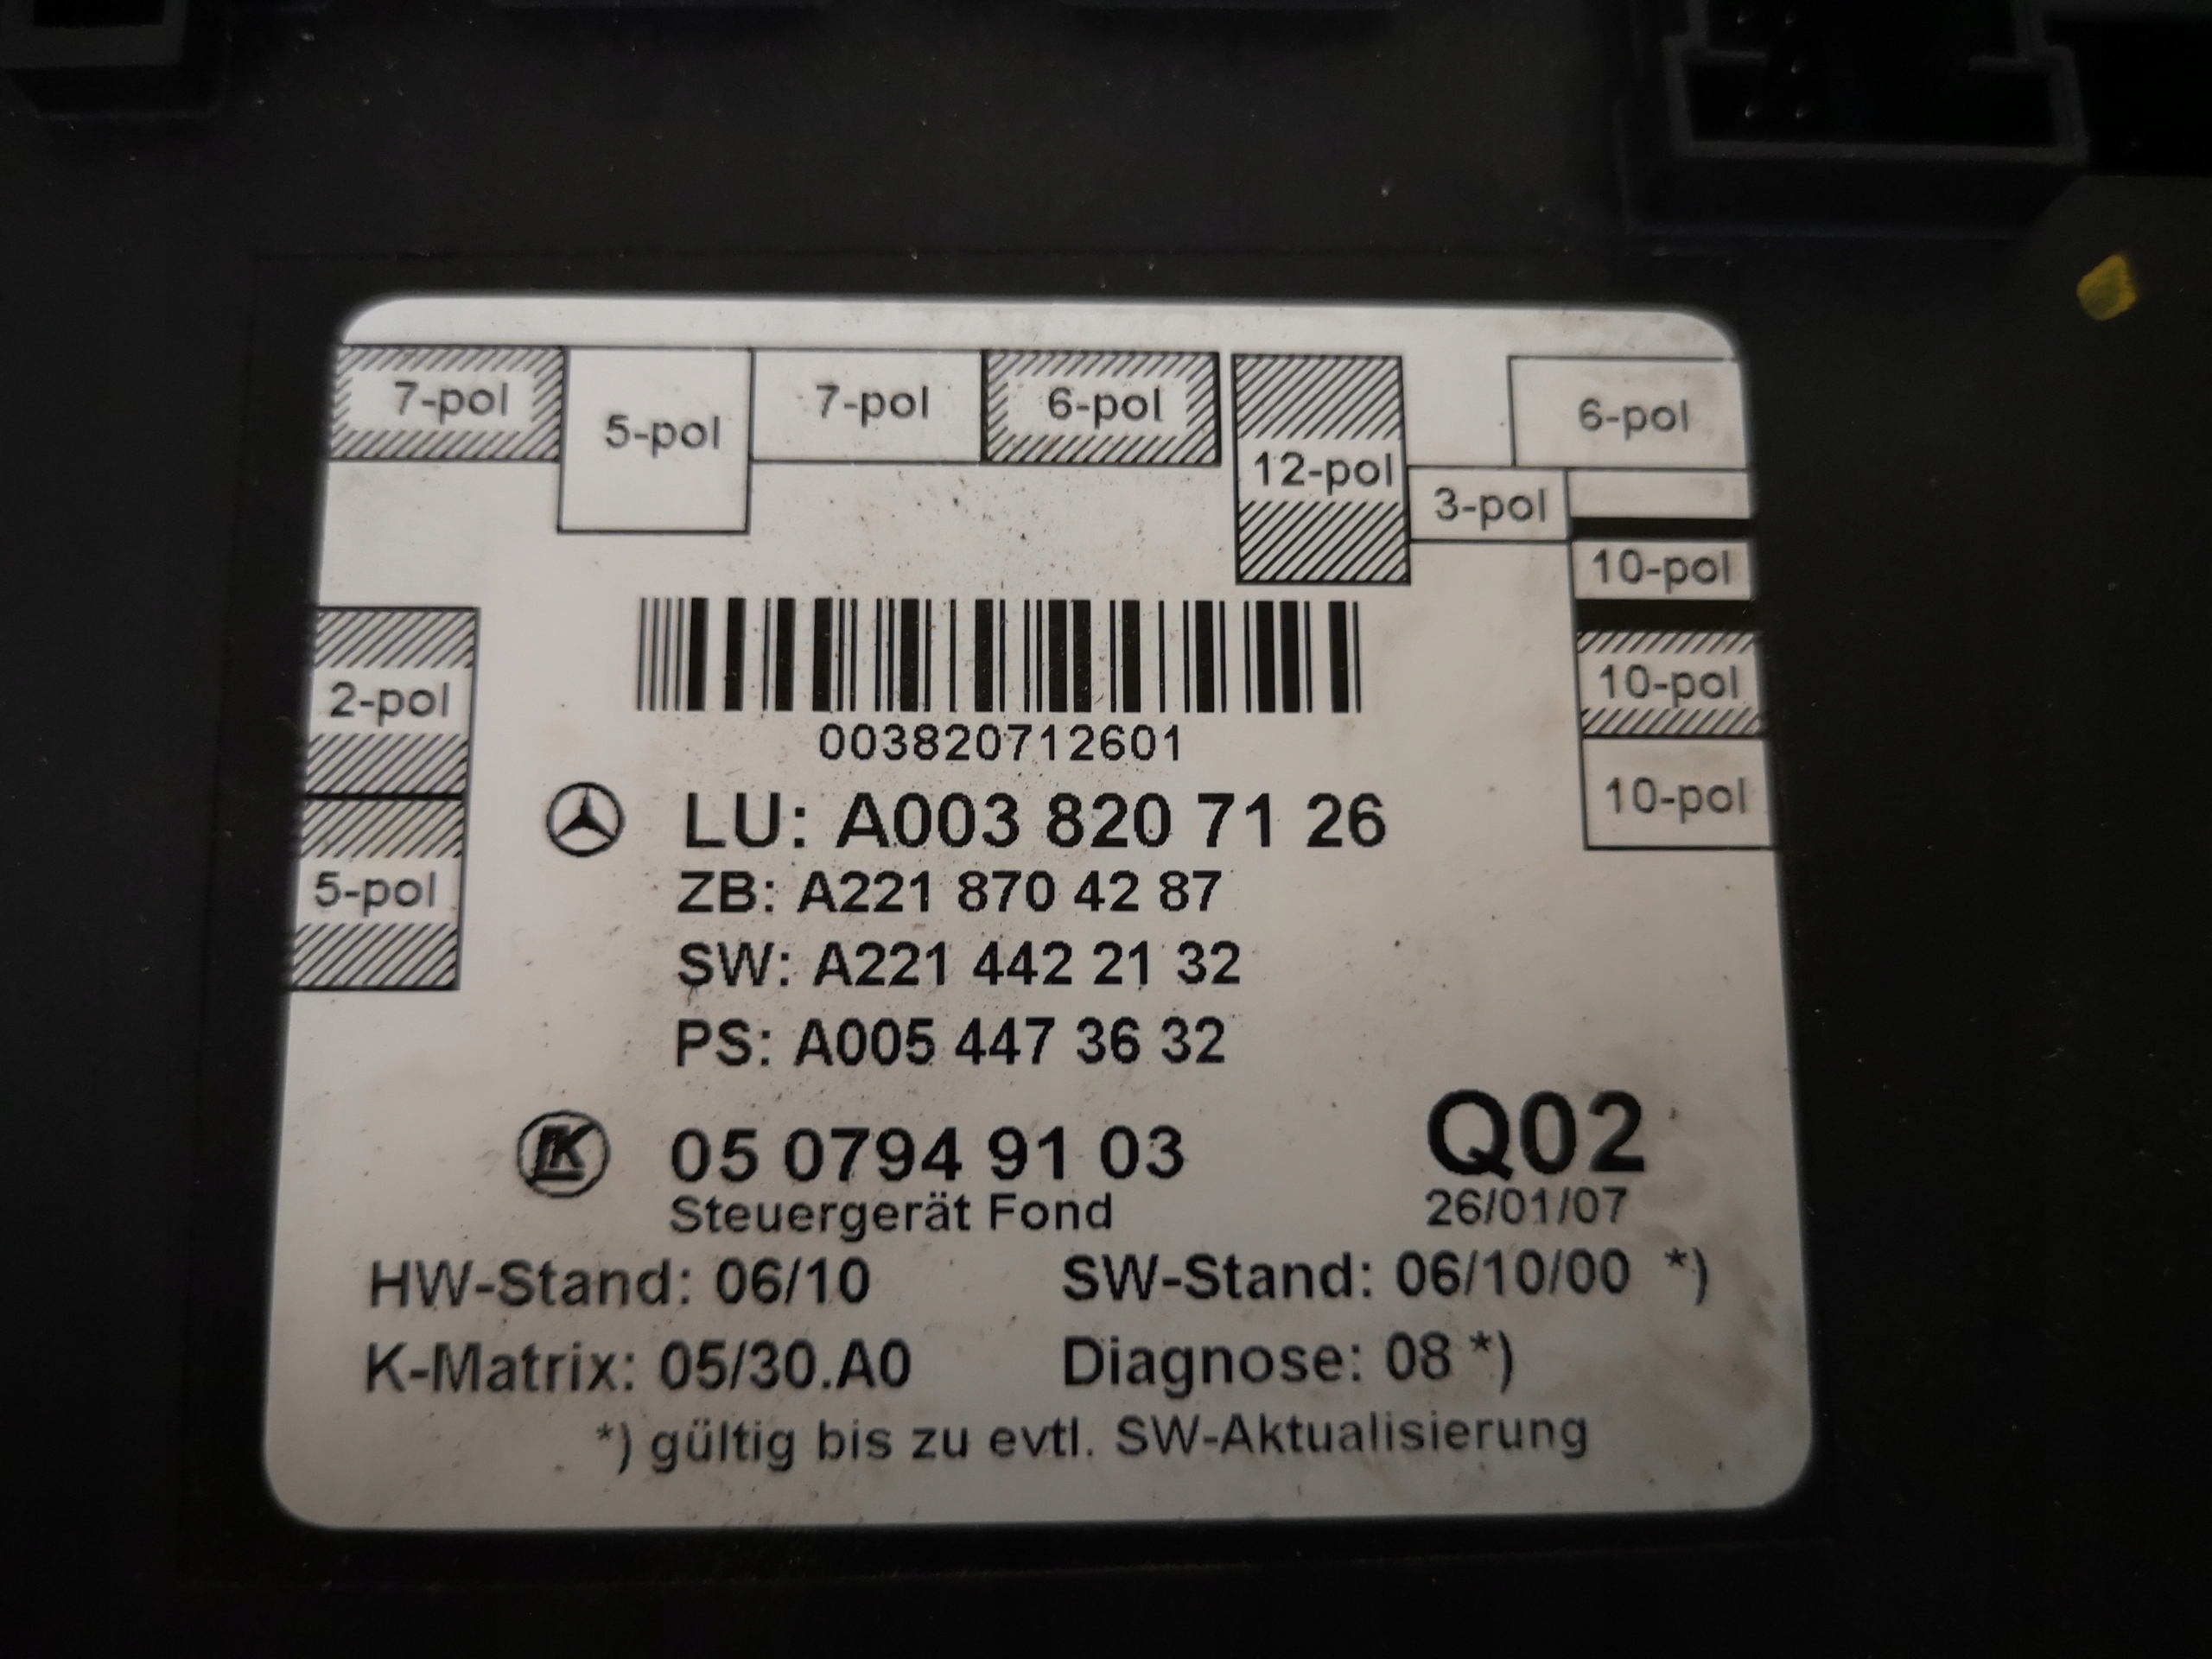 7-pol
5-pol
7-pol
6-pol
12-pol
6-pol
3-pol
10-pol
10-pol
10-pol
2-pol
5-pol
003820712601
LU: A003 820 71 26
ZB: A221 870 42 87
SW: A221 442 21 32
PS: A005 447 36 32
LK 05 0794 91 03
Q02
Steuergerät Fond
26/01/07
HW-Stand: 06/10 SW-Stand: 06/10/00 *)
K-Matrix: 05/30.A0 Diagnose: 08 *)
*) gültig bis zu evtl. SW-Aktualisierung